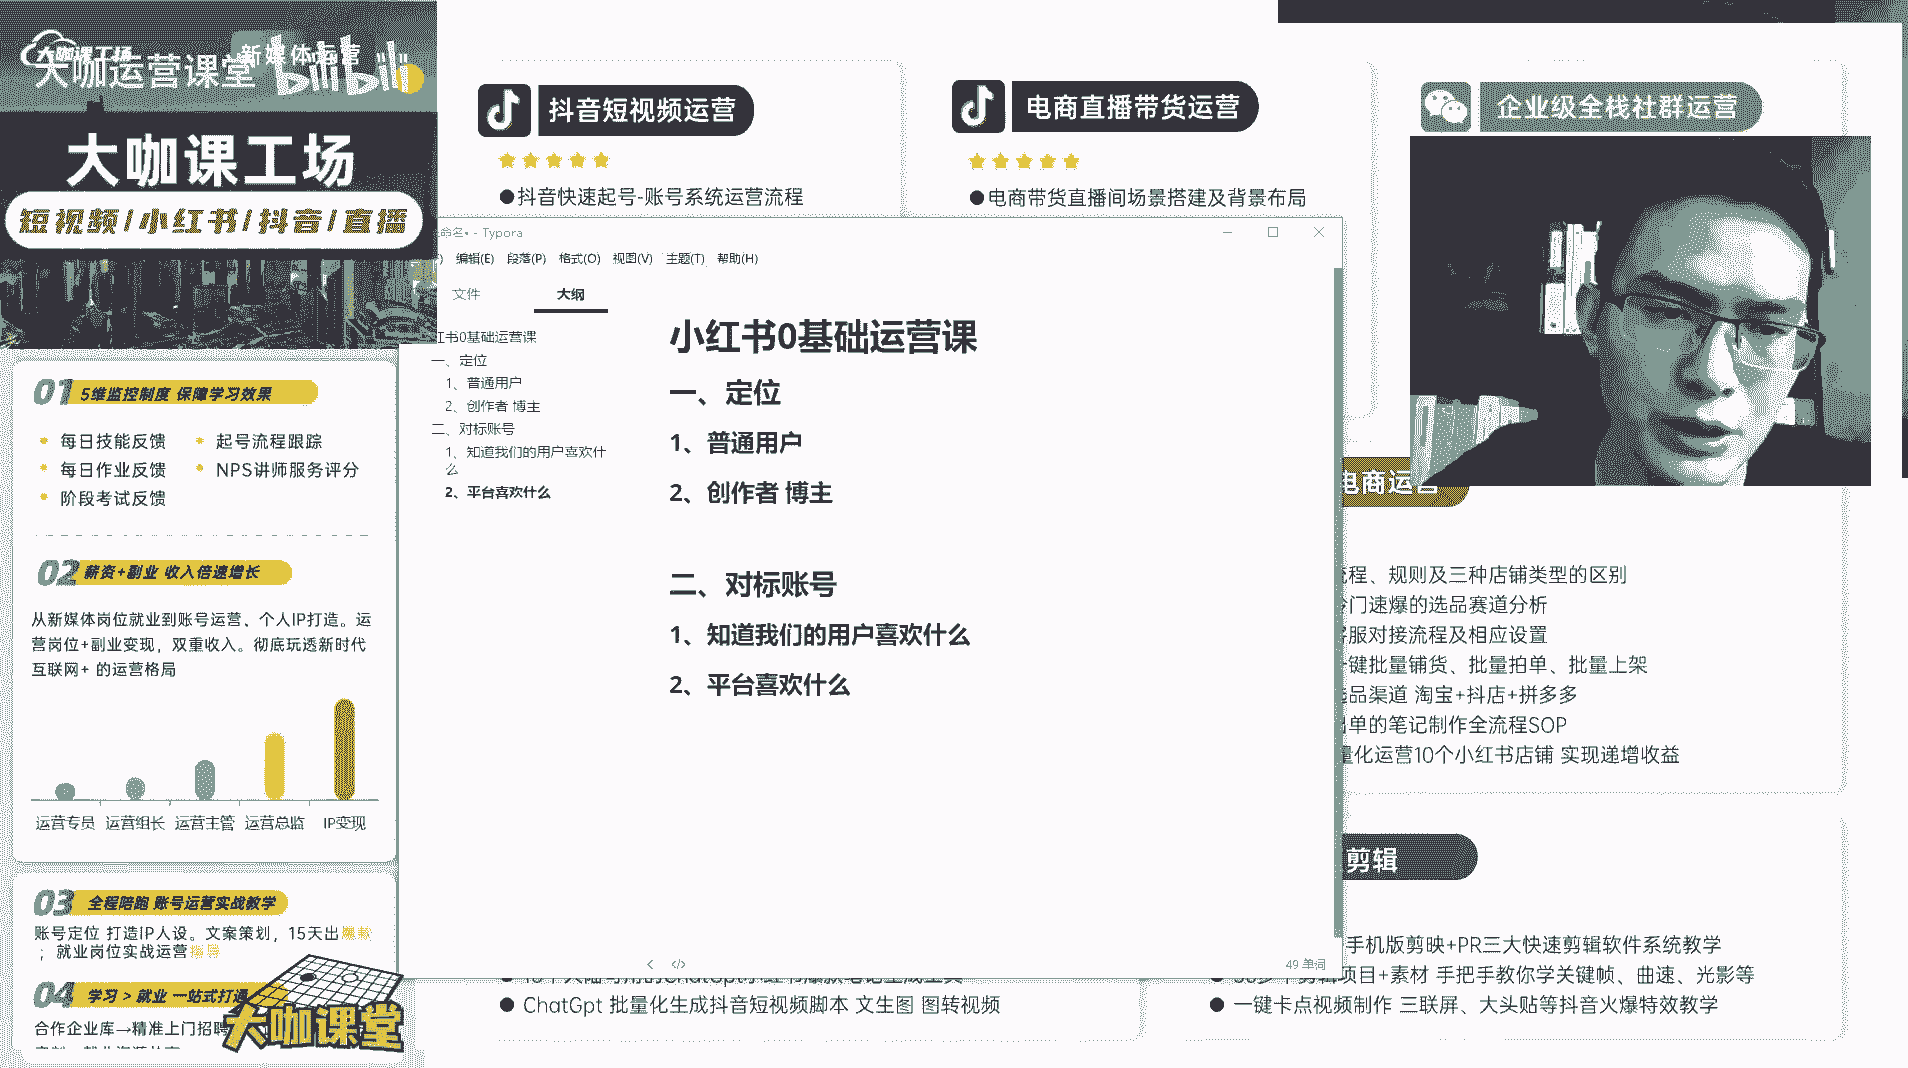 大咖课工场
新媒体运营
大咖运营课堂
bilibili
大咖课工场
短视频/小红书/抖音/直播
01 5维监控制度 保障学习效果
每日技能反馈
起号流程跟踪
每日作业反馈
NPS讲师服务评分
阶段考试反馈
02 薪资+副业 收入倍速增长
从新媒体岗位就业到账号运营、个人IP打造。运
营岗位+副业变现，双重收入。彻底玩透新时代
互联网+ 的运营格局
运营专员 运营组长 运营主管 运营总监 IP变现
03 全程陪跑 账号运营实战教学
账号定位 打造IP人设。文案策划，15天出
；就业岗位实战运营指导
04 学习 > 就业 一站式打通
合作企业库→精准上门招聘
大咖课堂
抖音短视频运营
●抖音快速起号-账号系统运营流程
电商直播带货运营
●电商带货直播间场景搭建及背景布局
企业级全栈社群运营
命名• - Typora
编辑(E) 段落(P) 格式(O) 视图(V) 主题(T) 帮助(H)
文件 大纲
书0基础运营课
一、定位
1、普通用户
2、创作者 博主
二、对标账号
1、知道我们的用户喜欢什
么
2、平台喜欢什么
小红书0基础运营课
一、定位
1、普通用户
2、创作者 博主
二、对标账号
1、知道我们的用户喜欢什么
2、平台喜欢什么
49 单词
电商运营
程、规则及三种店铺类型的区别
门速爆的选品赛道分析
服对接流程及相应设置
键批量铺货、批量拍单、批量上架
品渠道 淘宝+抖店+拼多多
单的笔记制作全流程SOP
量化运营10个小红书店铺 实现递增收益
剪辑
手机版剪映+PR三大快速剪辑软件系统教学
项目+素材 手把手教你学关键帧、曲速、光影等
● 一键卡点视频制作 三联屏、大头贴等抖音火爆特效教学
● ChatGpt 批量化生成抖音短视频脚本 文生图 图转视频